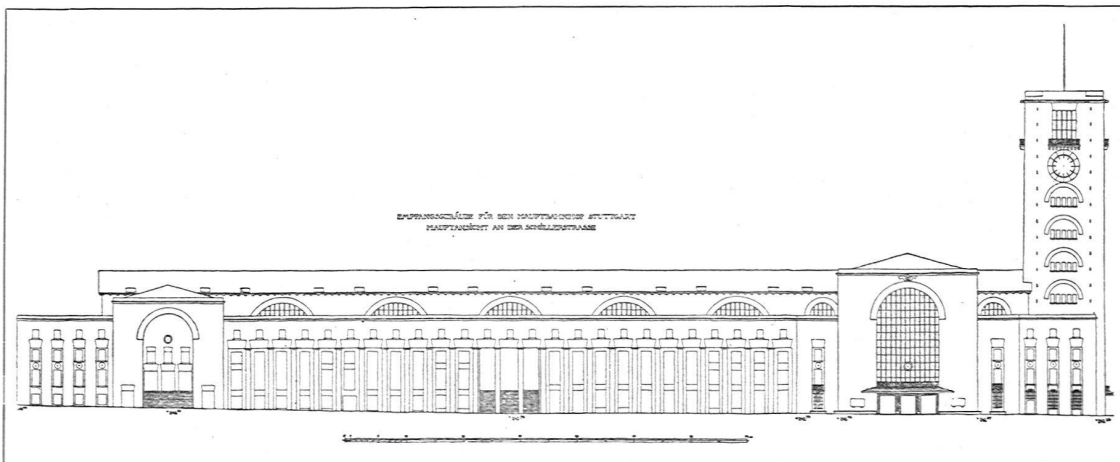 EMPFANGSGEBÄUDE FÜR DEN HAUPTBAHNHOF STUTTGART
HAUPTANSICHT AN DER SCHILLERSTRASSE